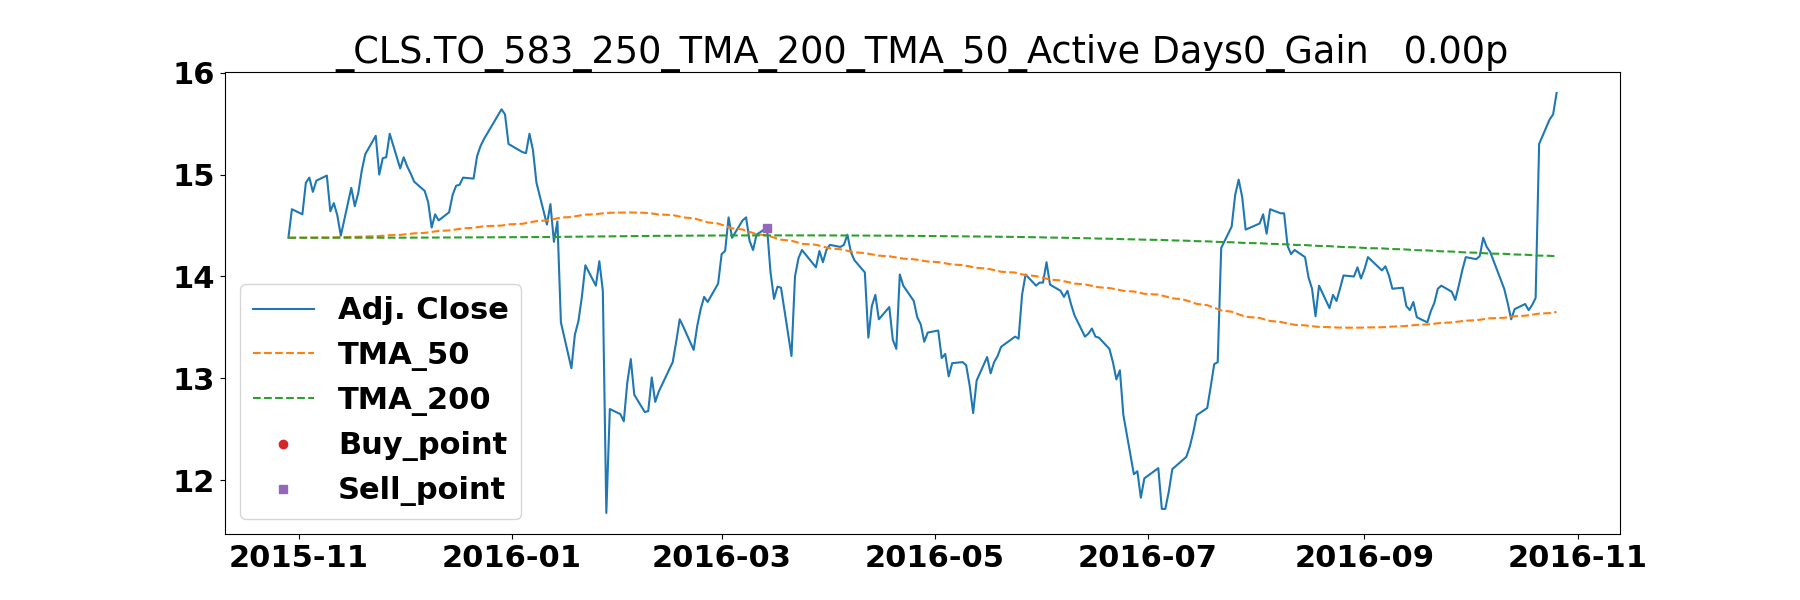 _CLS.TO_583_250_TMA_200_TMA_50_Active Days0_Gain   0.00p
16
15
14
13
12
Adj. Close
TMA_50
TMA_200
Buy_point
Sell_point
2015-11 2016-01 2016-03 2016-05 2016-07 2016-09 2016-11